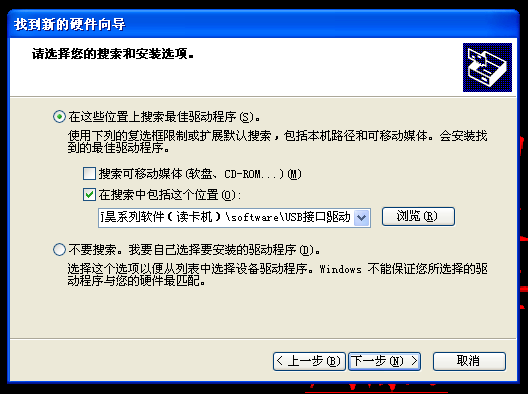 找到新的硬件向导
请选择您的搜索和安装选项。
在这些位置上搜索最佳驱动程序(S)。
使用下列的复选框限制或扩展默认搜索，包括本机路径和可移动媒体。会安装找
到的最佳驱动程序。
搜索可移动媒体(软盘、CD-ROM...)(M)
在搜索中包括这个位置(O):
昊系列软件(读卡机)\software\USB接口驱动
浏览(R)
不要搜索。我要自己选择要安装的驱动程序(D)。
选择这个选项以便从列表中选择设备驱动程序。Windows 不能保证您所选择的驱
动程序与您的硬件最匹配。
< 上一步(B) 下一步(N) > 取消